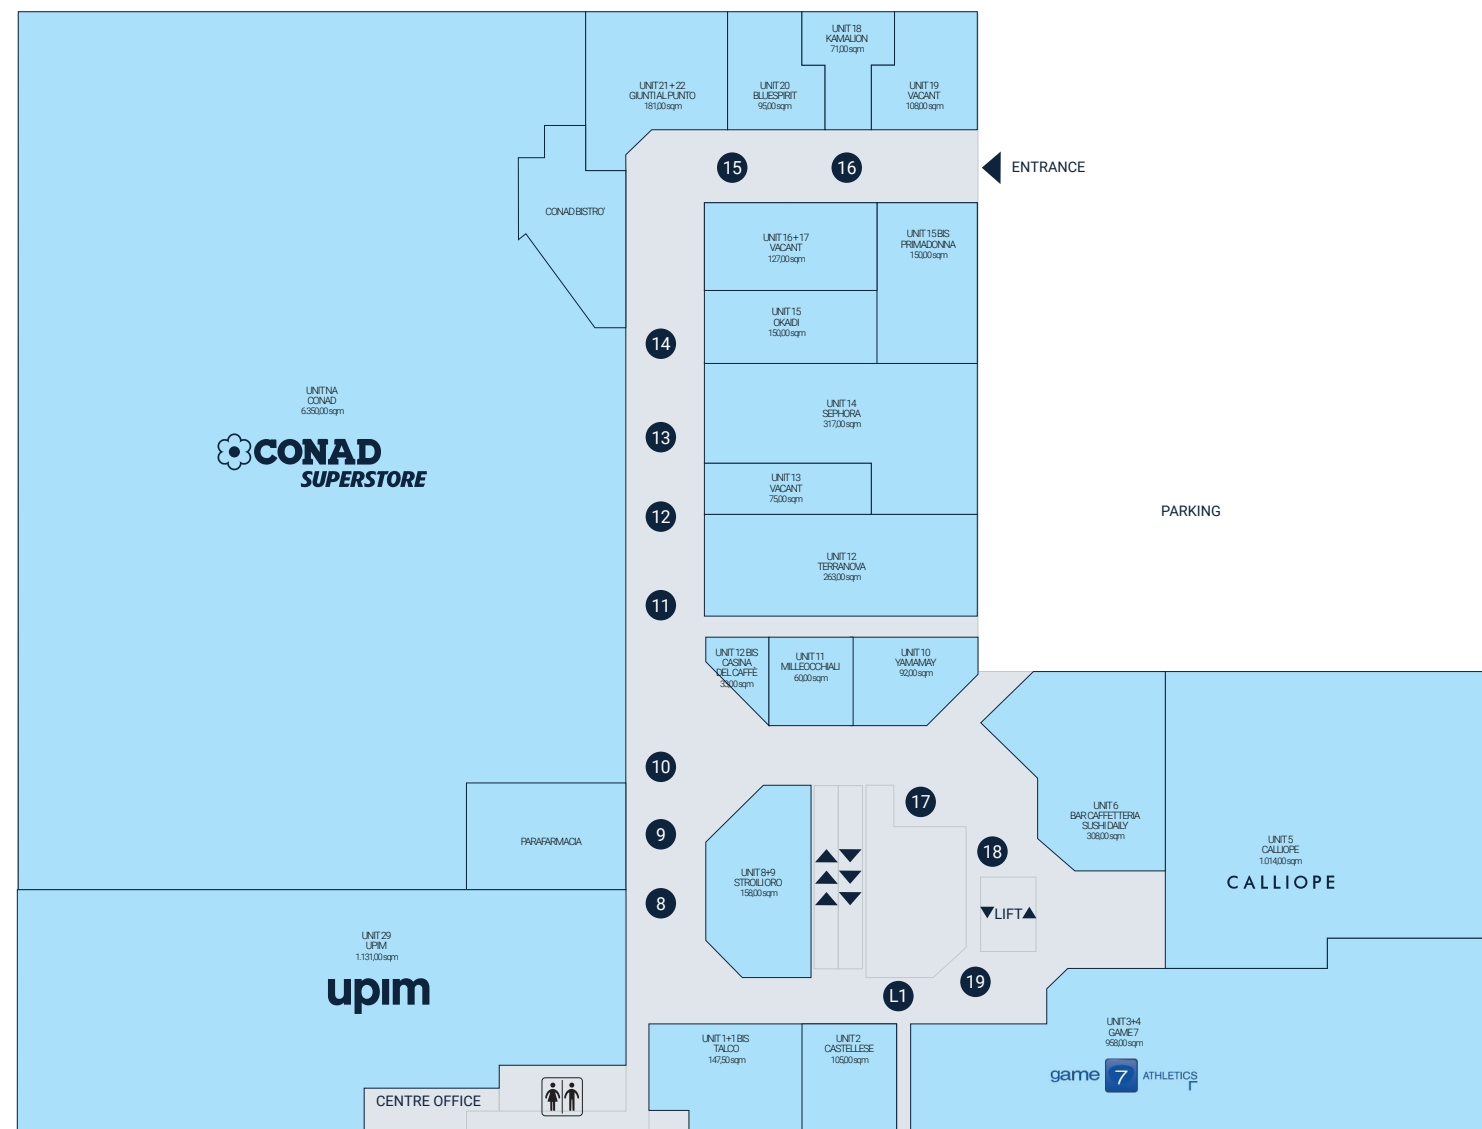 UNIT 18
KAMALION
71,00 sqm
UNIT 21 + 22
GIUNTI AL PUNTO
181,00 sqm
UNIT 20
BLUESPIRIT
95,00 sqm
UNIT 19
VACANT
108,00 sqm
15
16
ENTRANCE
CONAD BISTRO'
UNIT 16 + 17
VACANT
127,00 sqm
UNIT 15 BIS
PRIMADONNA
150,00 sqm
UNIT 15
OKAIDI
150,00 sqm
14
UNIT NA
CONAD
6.350,00 sqm
CONAD
SUPERSTORE
UNIT 14
SEPHORA
317,00 sqm
13
UNIT 13
VACANT
75,00 sqm
12
PARKING
UNIT 12
TERRANOVA
263,00 sqm
11
UNIT 12 BIS
CASINA
DEL CAFFÈ
33,00 sqm
UNIT 11
MILLEOCCHIALI
60,00 sqm
UNIT 10
YAMAMAY
92,00 sqm
10
17
UNIT 6
BAR CAFFETTERIA
SUSHI DAILY
308,00 sqm
PARAFARMACIA
9
18
UNIT 5
CALLIOPE
1.014,00 sqm
CALLIOPE
UNIT 8+9
STROILI ORO
158,00 sqm
8
LIFT
UNIT 29
UPIM
1.131,00 sqm
upim
19
L1
UNIT 1+1 BIS
TALCO
147,50 sqm
UNIT 2
CASTELLESE
105,00 sqm
UNIT 3+4
GAME 7
958,00 sqm
game 7 ATHLETICS
CENTRE OFFICE